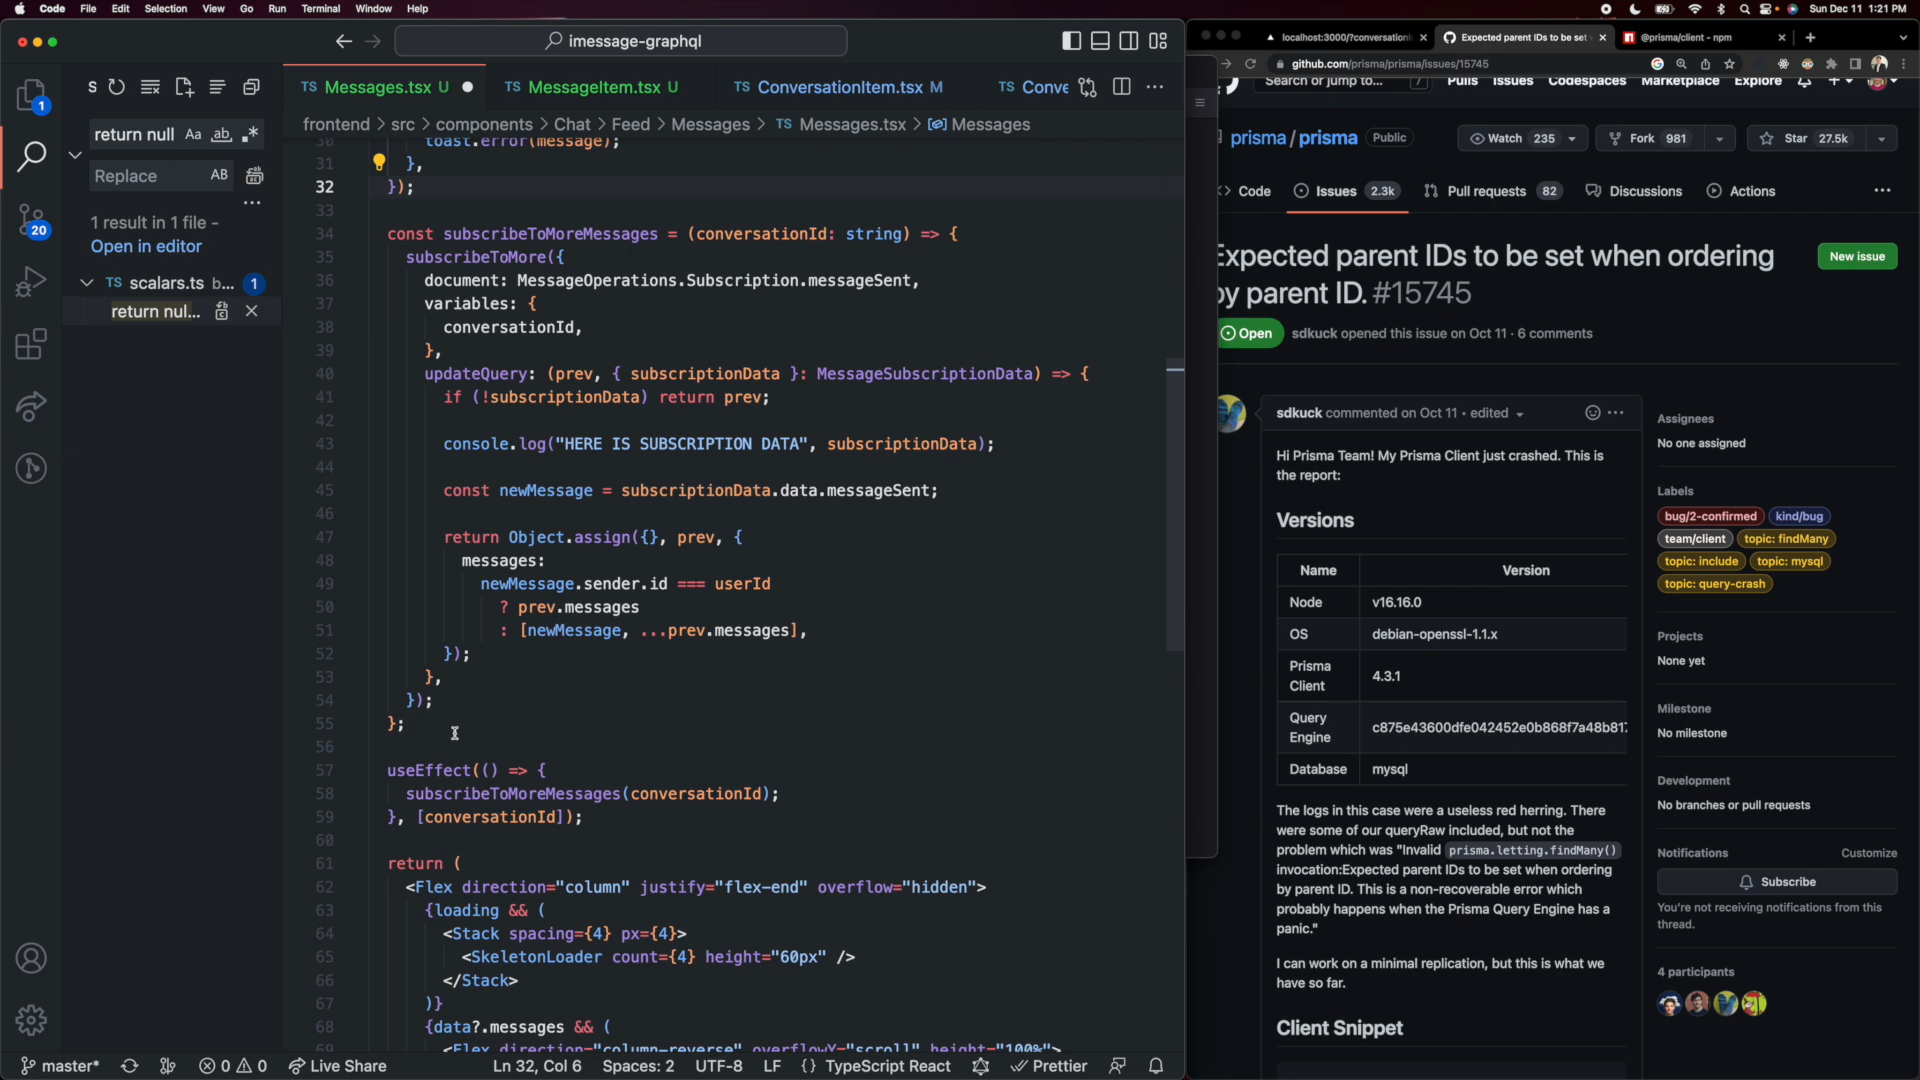 Code File Edit Selection View Go Run Terminal Window Help
Sun Dec 11 1:21 PM
imessage-graphql
S
return null Aa ab
Replace AB
1 result in 1 file -
Open in editor
TS scalars.ts b... 1
return nul...
1
20
TS Messages.tsx U
TS MessageItem.tsx U
TS ConversationItem.tsx M
TS Conve
frontend > src > components > Chat > Feed > Messages > TS Messages.tsx > Messages
30 toast.error(message);
31 },
32 });
33
34 const subscribeToMoreMessages = (conversationId: string) => {
35 subscribeToMore({
36 document: MessageOperations.Subscription.messageSent,
37 variables: {
38 conversationId,
39 },
40 updateQuery: (prev, { subscriptionData }: MessageSubscriptionData) => {
41 if (!subscriptionData) return prev;
42
43 console.log("HERE IS SUBSCRIPTION DATA", subscriptionData);
44
45 const newMessage = subscriptionData.data.messageSent;
46
47 return Object.assign({}, prev, {
48 messages:
49 newMessage.sender.id === userId
50 ? prev.messages
51 : [newMessage, ...prev.messages],
52 });
53 },
54 });
55 };
56
57 useEffect(() => {
58 subscribeToMoreMessages(conversationId);
59 }, [conversationId]);
60
61 return (
62 <Flex direction="column" justify="flex-end" overflow="hidden">
63 {loading && (
64 <Stack spacing={4} px={4}>
65 <SkeletonLoader count={4} height="60px" />
66 </Stack>
67 )}
68 {data?.messages && (
69 <Flex direction="column-reverse" overflowY="scroll" height="100%">
master* 0 0 Live Share Ln 32, Col 6 Spaces: 2 UTF-8 LF {} TypeScript React Prettier
localhost:3000/?conversationI
Expected parent IDs to be set
@prisma/client - npm
github.com/prisma/prisma/issues/15745
Search or jump to... /
Pulls Issues Codespaces Marketplace Explore
prisma / prisma Public
Watch 235 Fork 981 Star 27.5k
Code Issues 2.3k Pull requests 82 Discussions Actions
Expected parent IDs to be set when ordering
by parent ID. #15745
New issue
Open sdkuck opened this issue on Oct 11 · 6 comments
sdkuck commented on Oct 11 • edited
Hi Prisma Team! My Prisma Client just crashed. This is
the report:
Versions
Name Version
Node v16.16.0
OS debian-openssl-1.1.x
Prisma
Client
4.3.1
Query
Engine
c875e43600dfe042452e0b868f7a48b817
Database mysql
The logs in this case were a useless red herring. There
were some of our queryRaw included, but not the
problem which was "Invalid prisma.letting.findMany()
invocation:Expected parent IDs to be set when ordering
by parent ID. This is a non-recoverable error which
probably happens when the Prisma Query Engine has a
panic."
I can work on a minimal replication, but this is what we
have so far.
Client Snippet
Assignees
No one assigned
Labels
bug/2-confirmed kind/bug
team/client topic: findMany
topic: include topic: mysql
topic: query-crash
Projects
None yet
Milestone
No milestone
Development
No branches or pull requests
Notifications Customize
Subscribe
You're not receiving notifications from this
thread.
4 participants